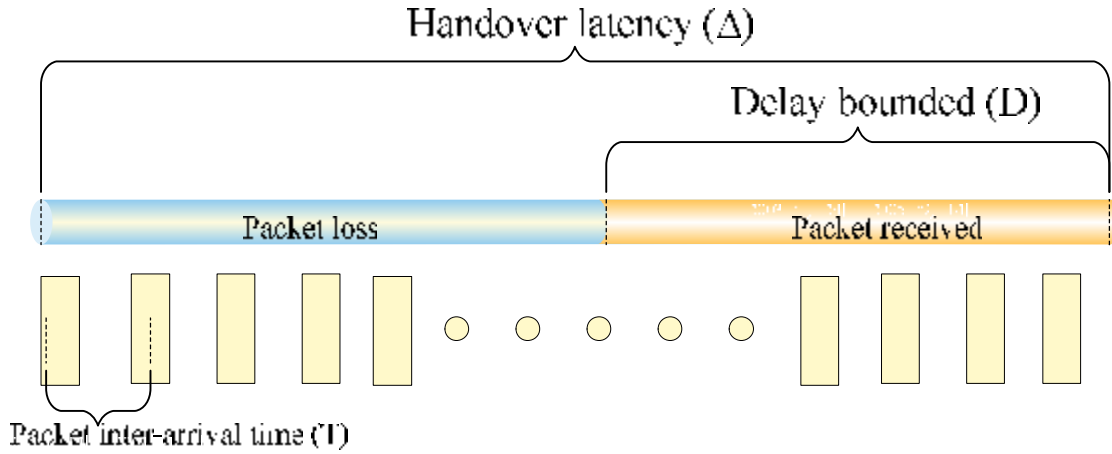 Handover latency (Δ)
Delay bounded (D)
Packet loss
Packet received
Packet inter-arrival time (T)